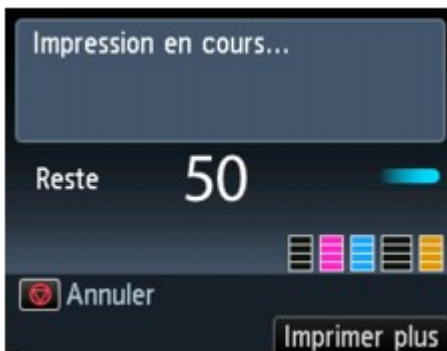 Impression en cours...
Reste 50
Annuler
Imprimer plus